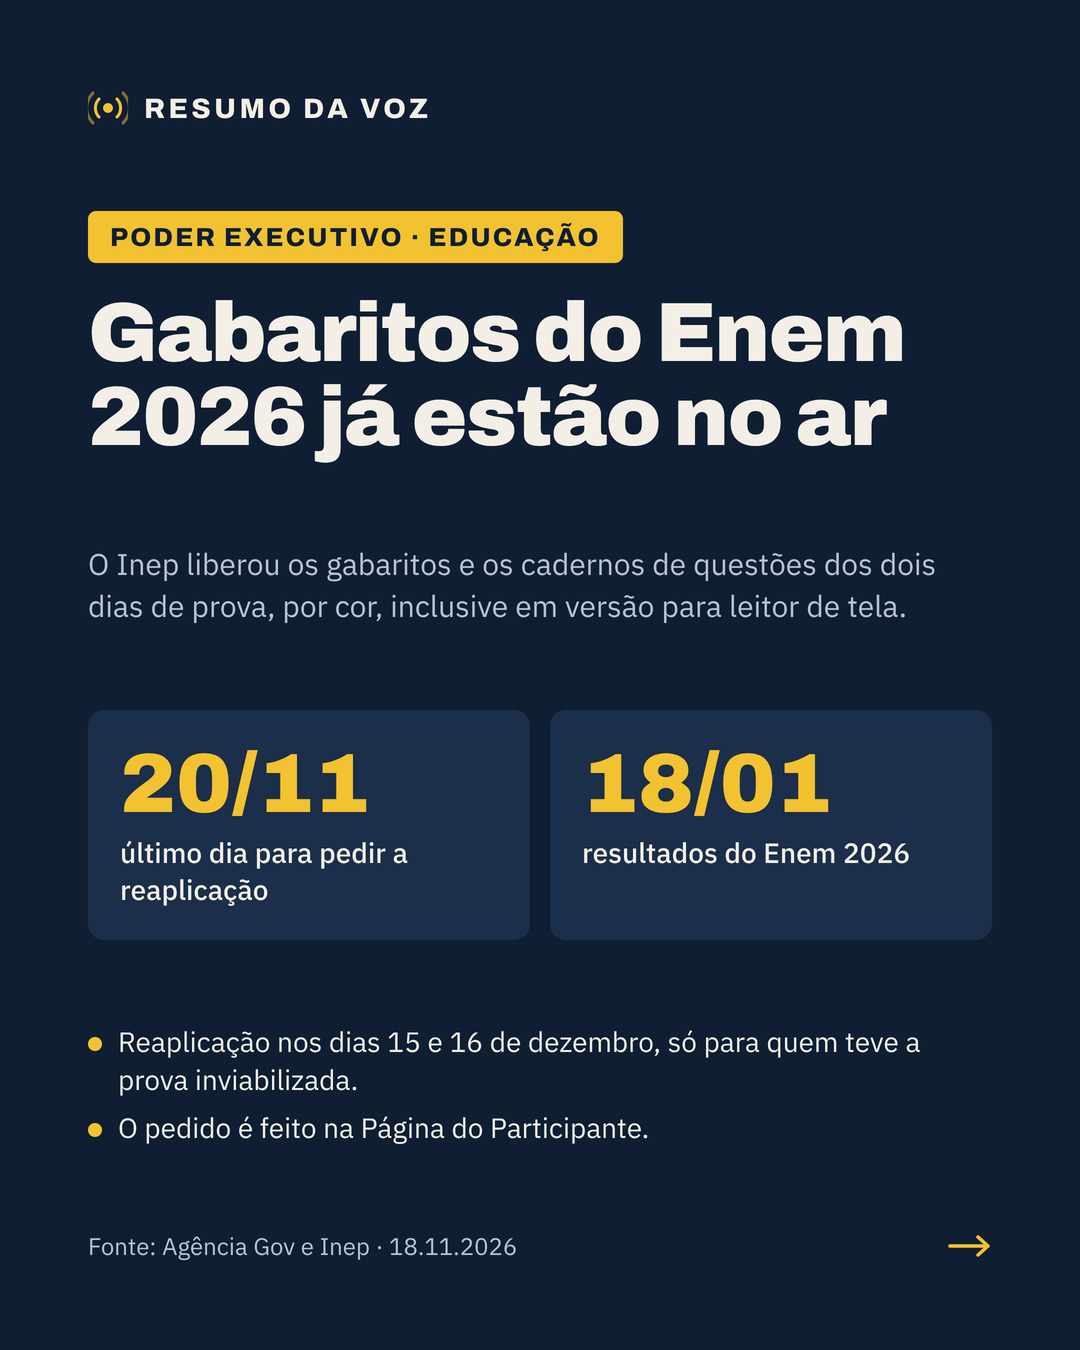 RESUMO DA VOZ
PODER EXECUTIVO · EDUCAÇÃO
Gabaritos do Enem
2026 já estão no ar
O Inep liberou os gabaritos e os cadernos de questões dos dois
dias de prova, por cor, inclusive em versão para leitor de tela.
20/11
último dia para pedir a
reaplicação
18/01
resultados do Enem 2026
Reaplicação nos dias 15 e 16 de dezembro, só para quem teve a
prova inviabilizada.
O pedido é feito na Página do Participante.
Fonte: Agência Gov e Inep · 18.11.2026